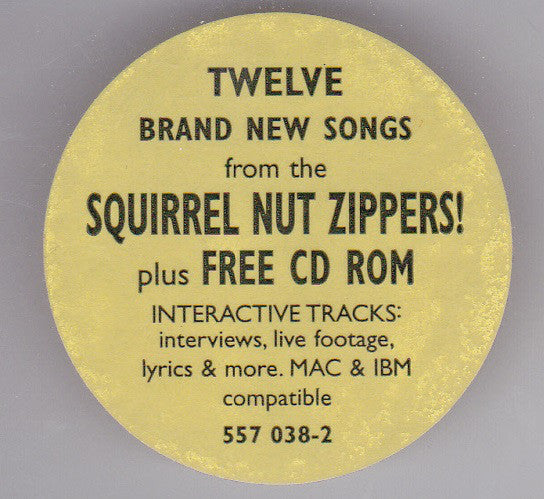 TWELVE
BRAND NEW SONGS
from the
SQUIRREL NUT ZIPPERS!
plus FREE CD ROM
INTERACTIVE TRACKS:
interviews, live footage,
lyrics & more. MAC & IBM
compatible
557 038-2